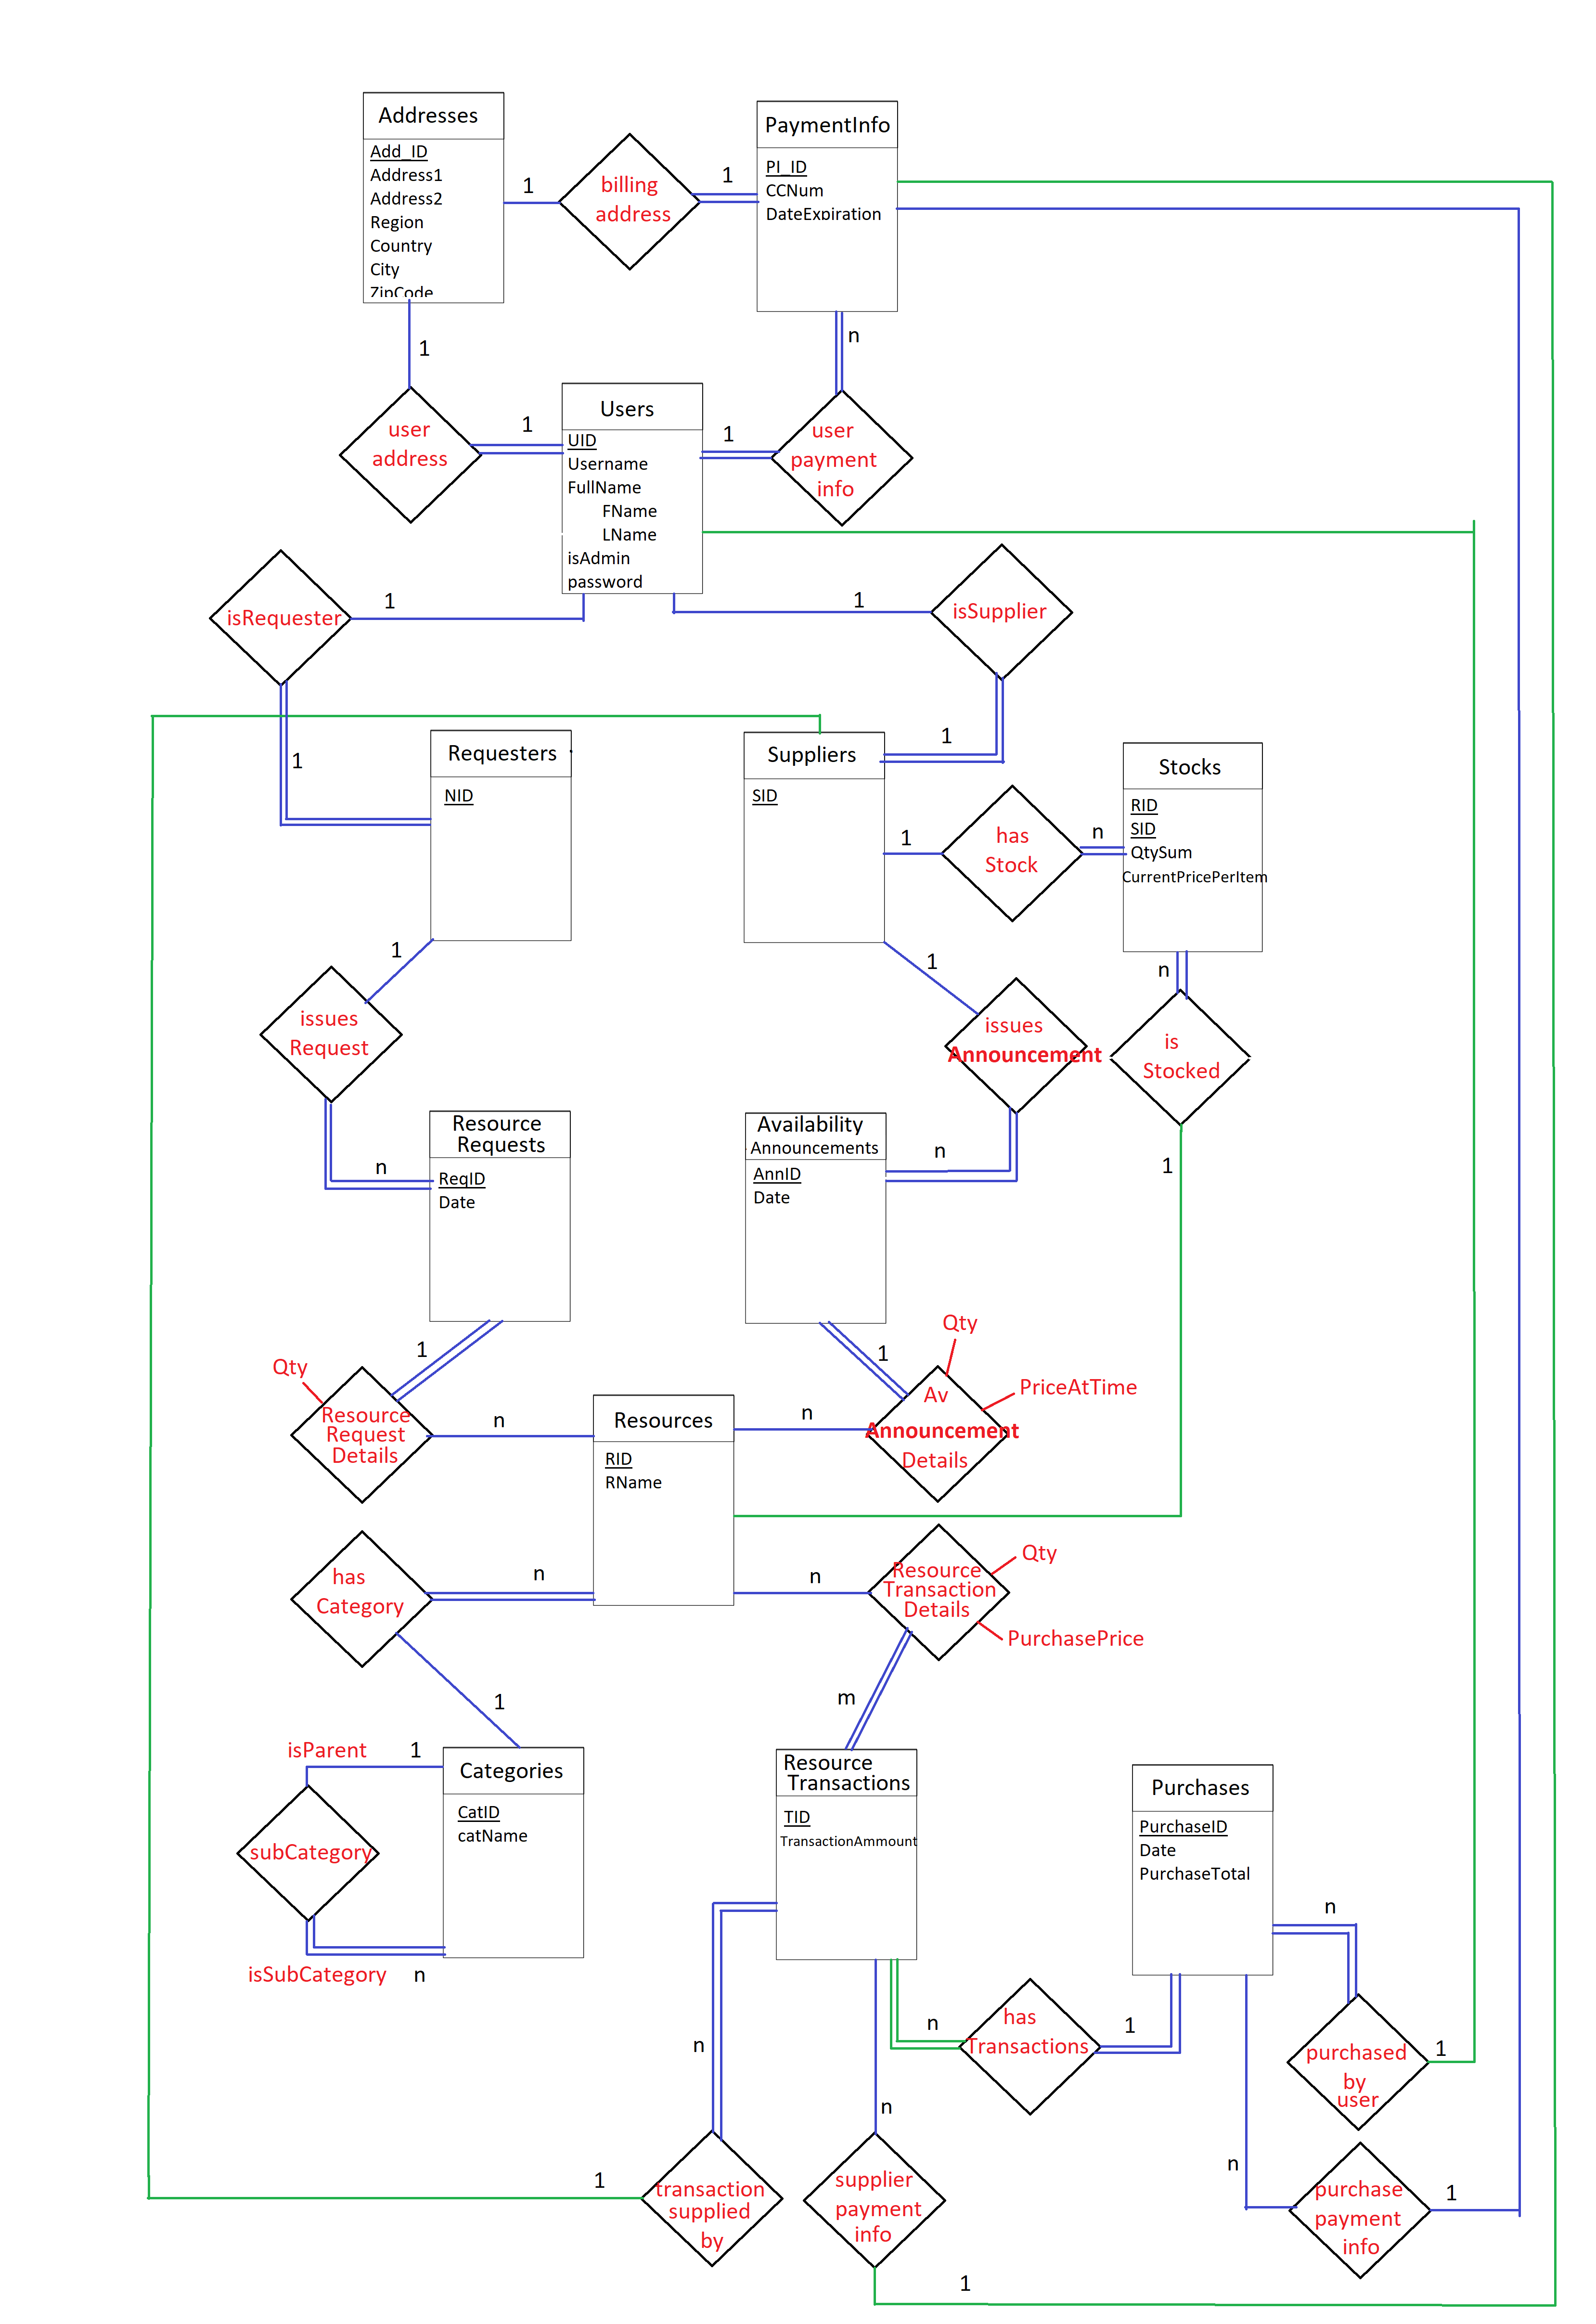 Addresses
Add_ID
Address1
Address2
Region
Country
City
ZipCode
1
billing
address
1
PaymentInfo
PI_ID
CCNum
DateExpiration
1
n
user
address
1
Users
UID
Username
FullName
FName
LName
isAdmin
password
1
user
payment
info
isRequester
1
1
isSupplier
1
Requesters
NID
Suppliers
SID
1
1
has
Stock
n
Stocks
RID
SID
QtySum
CurrentPricePerItem
1
issues
Request
1
issues
Announcement
n
is
Stocked
1
n
Resource
Requests
ReqID
Date
Availability
Announcements
AnnID
Date
n
1
Qty
Resource
Request
Details
n
Resources
RID
RName
n
1
Qty
PriceAtTime
Av
Announcement
Details
has
Category
n
n
Resource
Transaction
Details
Qty
PurchasePrice
1
m
isParent
1
subCategory
isSubCategory
n
Categories
CatID
catName
Resource
Transactions
TID
TransactionAmmount
Purchases
PurchaseID
Date
PurchaseTotal
n
n
n
has
Transactions
1
purchased
by
user
1
n
n
1
transaction
supplied
by
supplier
payment
info
purchase
payment
info
1
1